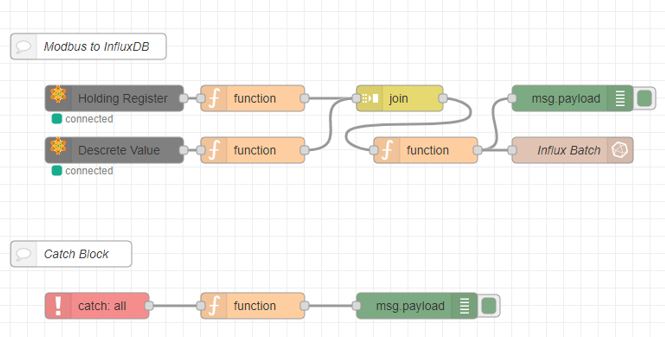 Modbus to InfluxDB
Holding Register
function
join
msg.payload
connected
Descrete Value
function
function
Influx Batch
connected
Catch Block
catch: all
function
msg.payload